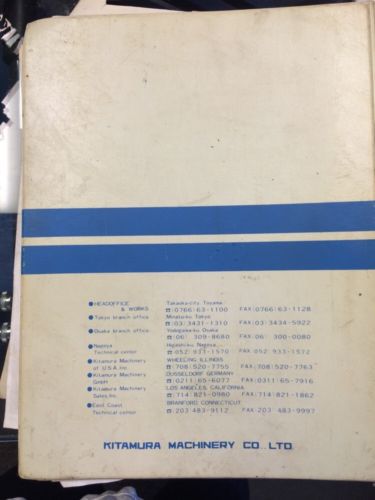 ●HEADOFFICE & WORKS Takaoka-city Toyama
☎(0766)63-1100 FAX(0766)63-1128
●Tokyo branch office Minato-ku Tokyo
☎(03)3431-1310 FAX(03)3434-5922
●Osaka branch office Yodogawa-ku Osaka
☎(06) 309-8680 FAX(06) 300-0080
●Nagoya Technical center Higashi-ku Nagoya
☎ 052 933-1570 FAX 052 933-1572
●Kitamura Machinery of U.S.A. Inc. WHEELING ILLINOIS
☎(708)520-7755 FAX(708)520-7763
●Kitamura Machinery GmbH DÜSSELDORF GERMANY
☎(0211)65-6077 FAX(0311)65-7916
●Kitamura Machinery Sales, Inc. LOS ANGELES, CALIFORNIA
☎(714)821-0980 FAX(714)821-1862
●East Coast Technical center BRANFORD, CONNECTICUT
☎ 203 483-9112 FAX 203 483-9997
KITAMURA MACHINERY CO., LTD.